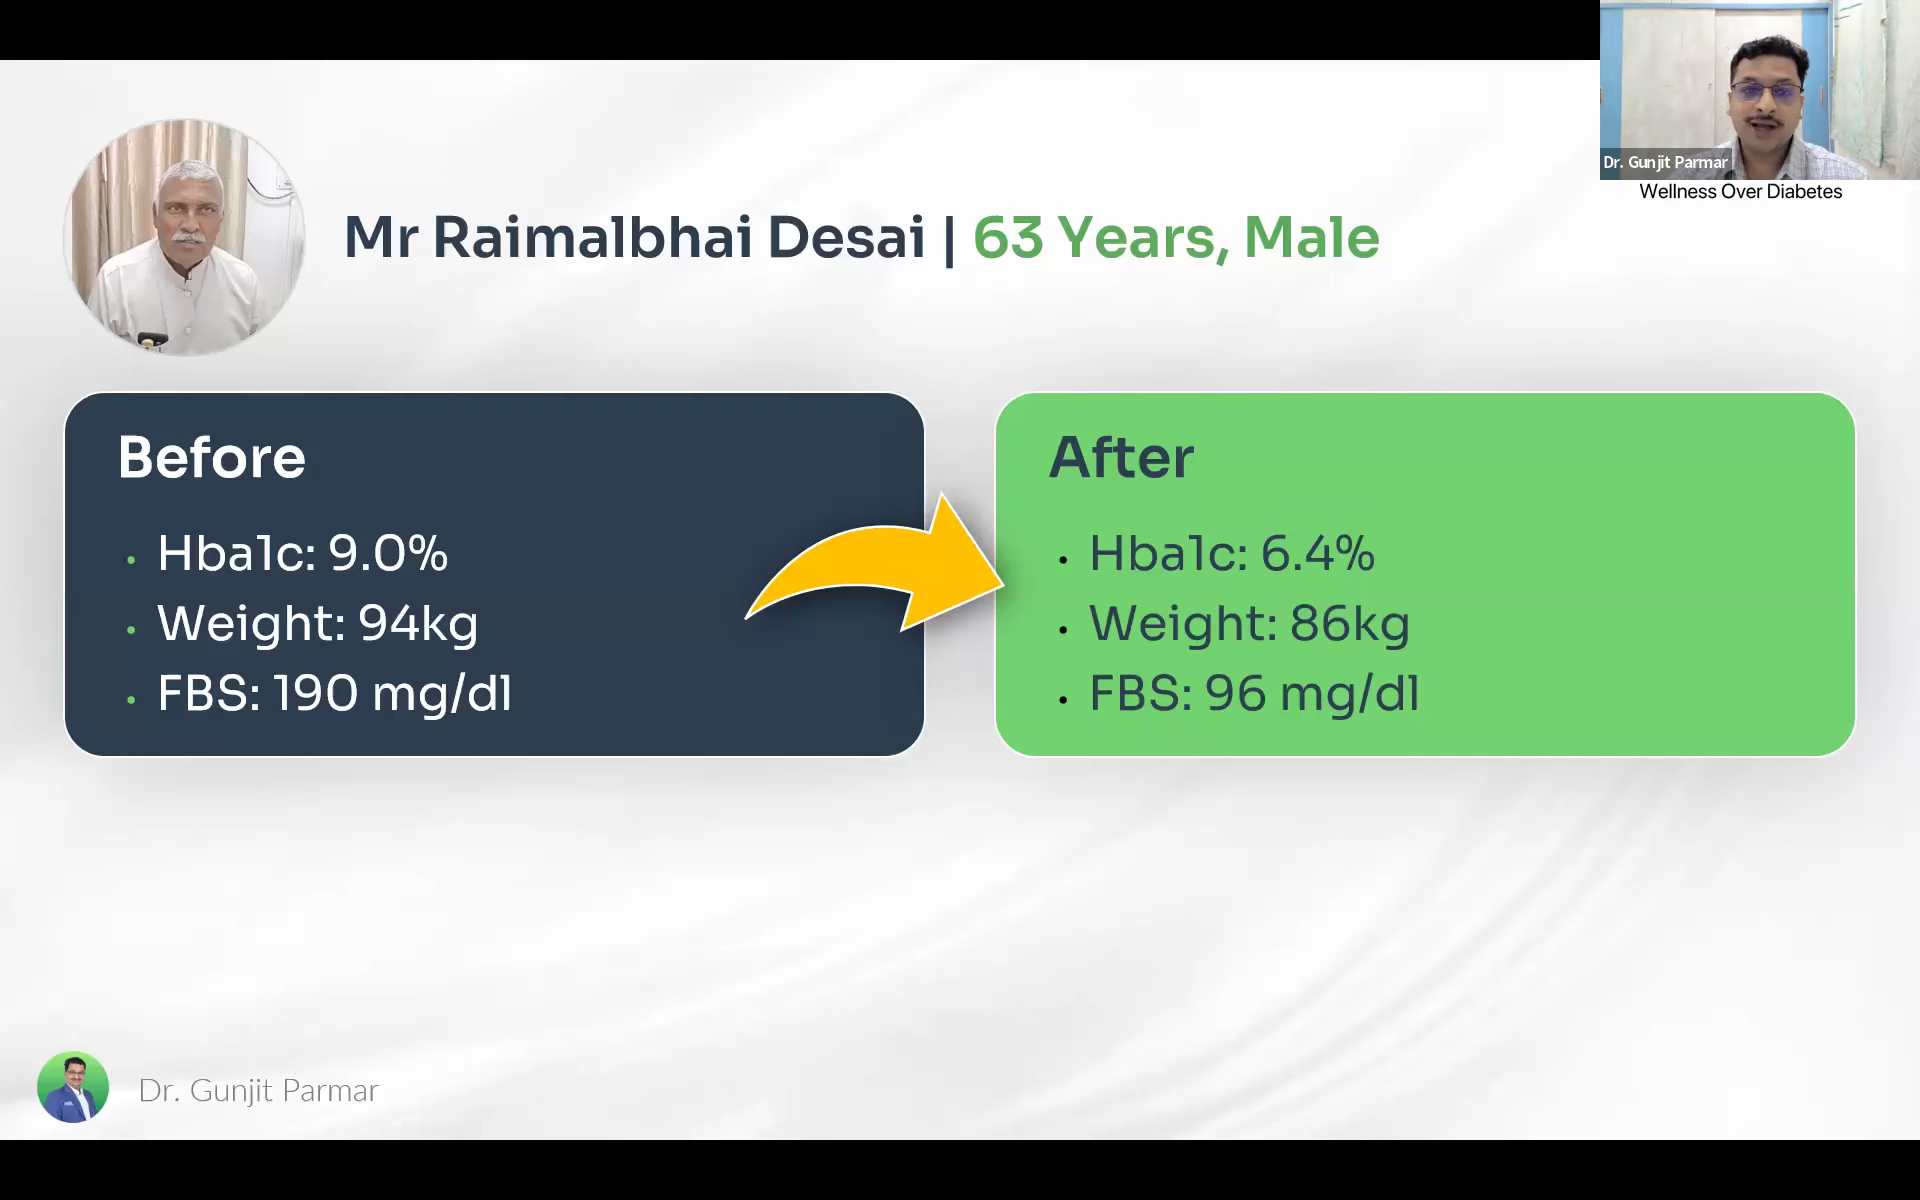 Dr. Gunjit Parmar
Wellness Over Diabetes
Mr Raimalbhai Desai | 63 Years, Male
Before
• Hba1c: 9.0%
• Weight: 94kg
• FBS: 190 mg/dl
After
• Hba1c: 6.4%
• Weight: 86kg
• FBS: 96 mg/dl
Dr. Gunjit Parmar